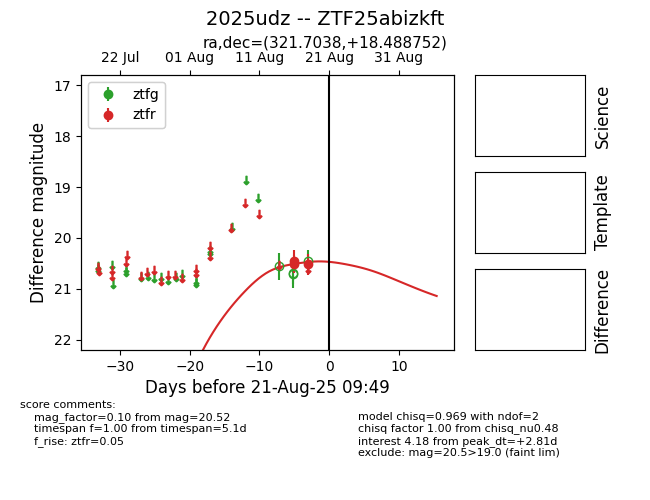 2025udz -- ZTF25abizkft
ra,dec=(321.7038,+18.488752)
22 Jul 01 Aug 11 Aug 21 Aug 31 Aug
ztfg
ztfr
17
18
19
20
21
22
Difference magnitude
−30 −20 −10 0 10
Days before 21-Aug-25 09:49
Science
Template
Difference
score comments:
mag_factor=0.10 from mag=20.52
timespan f=1.00 from timespan=5.1d
f_rise: ztfr=0.05
model chisq=0.969 with ndof=2
chisq factor 1.00 from chisq_nu0.48
interest 4.18 from peak_dt=+2.81d
exclude: mag=20.5>19.0 (faint lim)